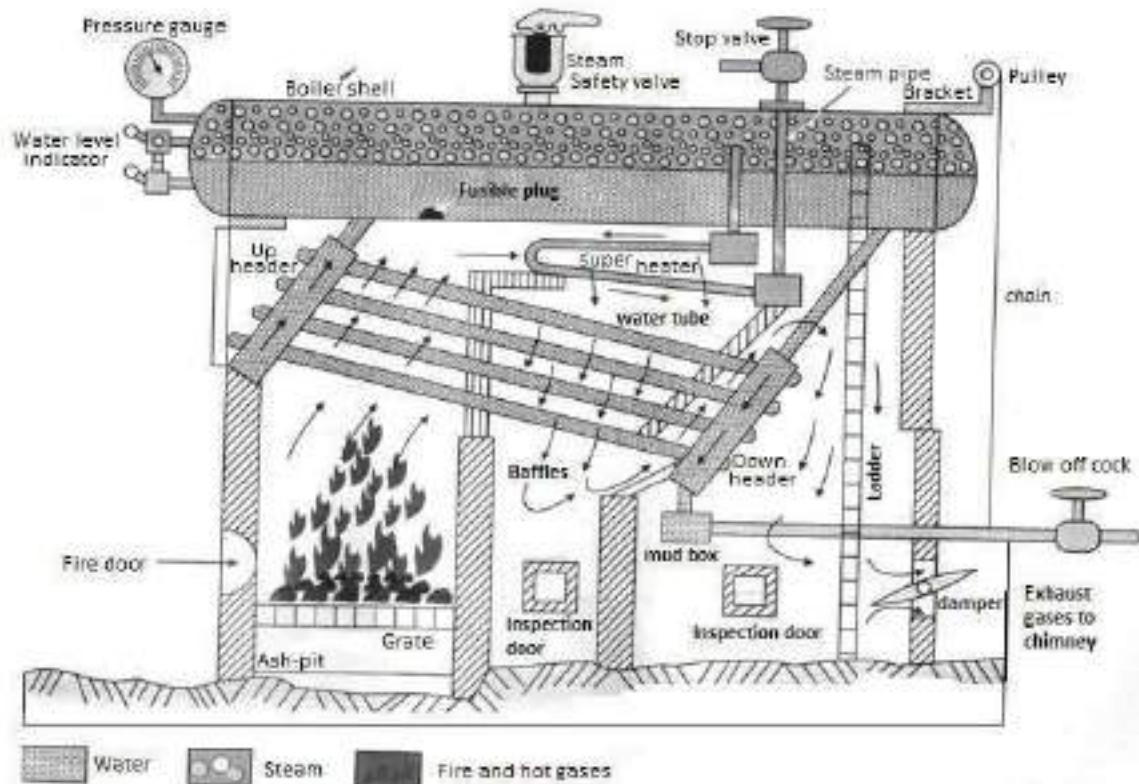 Pressure gauge
Stop valve
Steam
Safety valve
Steam pipe
Pulley
Boiler shell
Bracket
Water level
indicator
Fusible plug
Up
header
super heater
water tube
chain
Baffles
Down
header
Ladder
Blow off cock
Fire door
mud box
damper
Exhaust
gases to
chimney
Inspection
door
Inspection door
Grate
Ash-pit
Water
Steam
Fire and hot gases